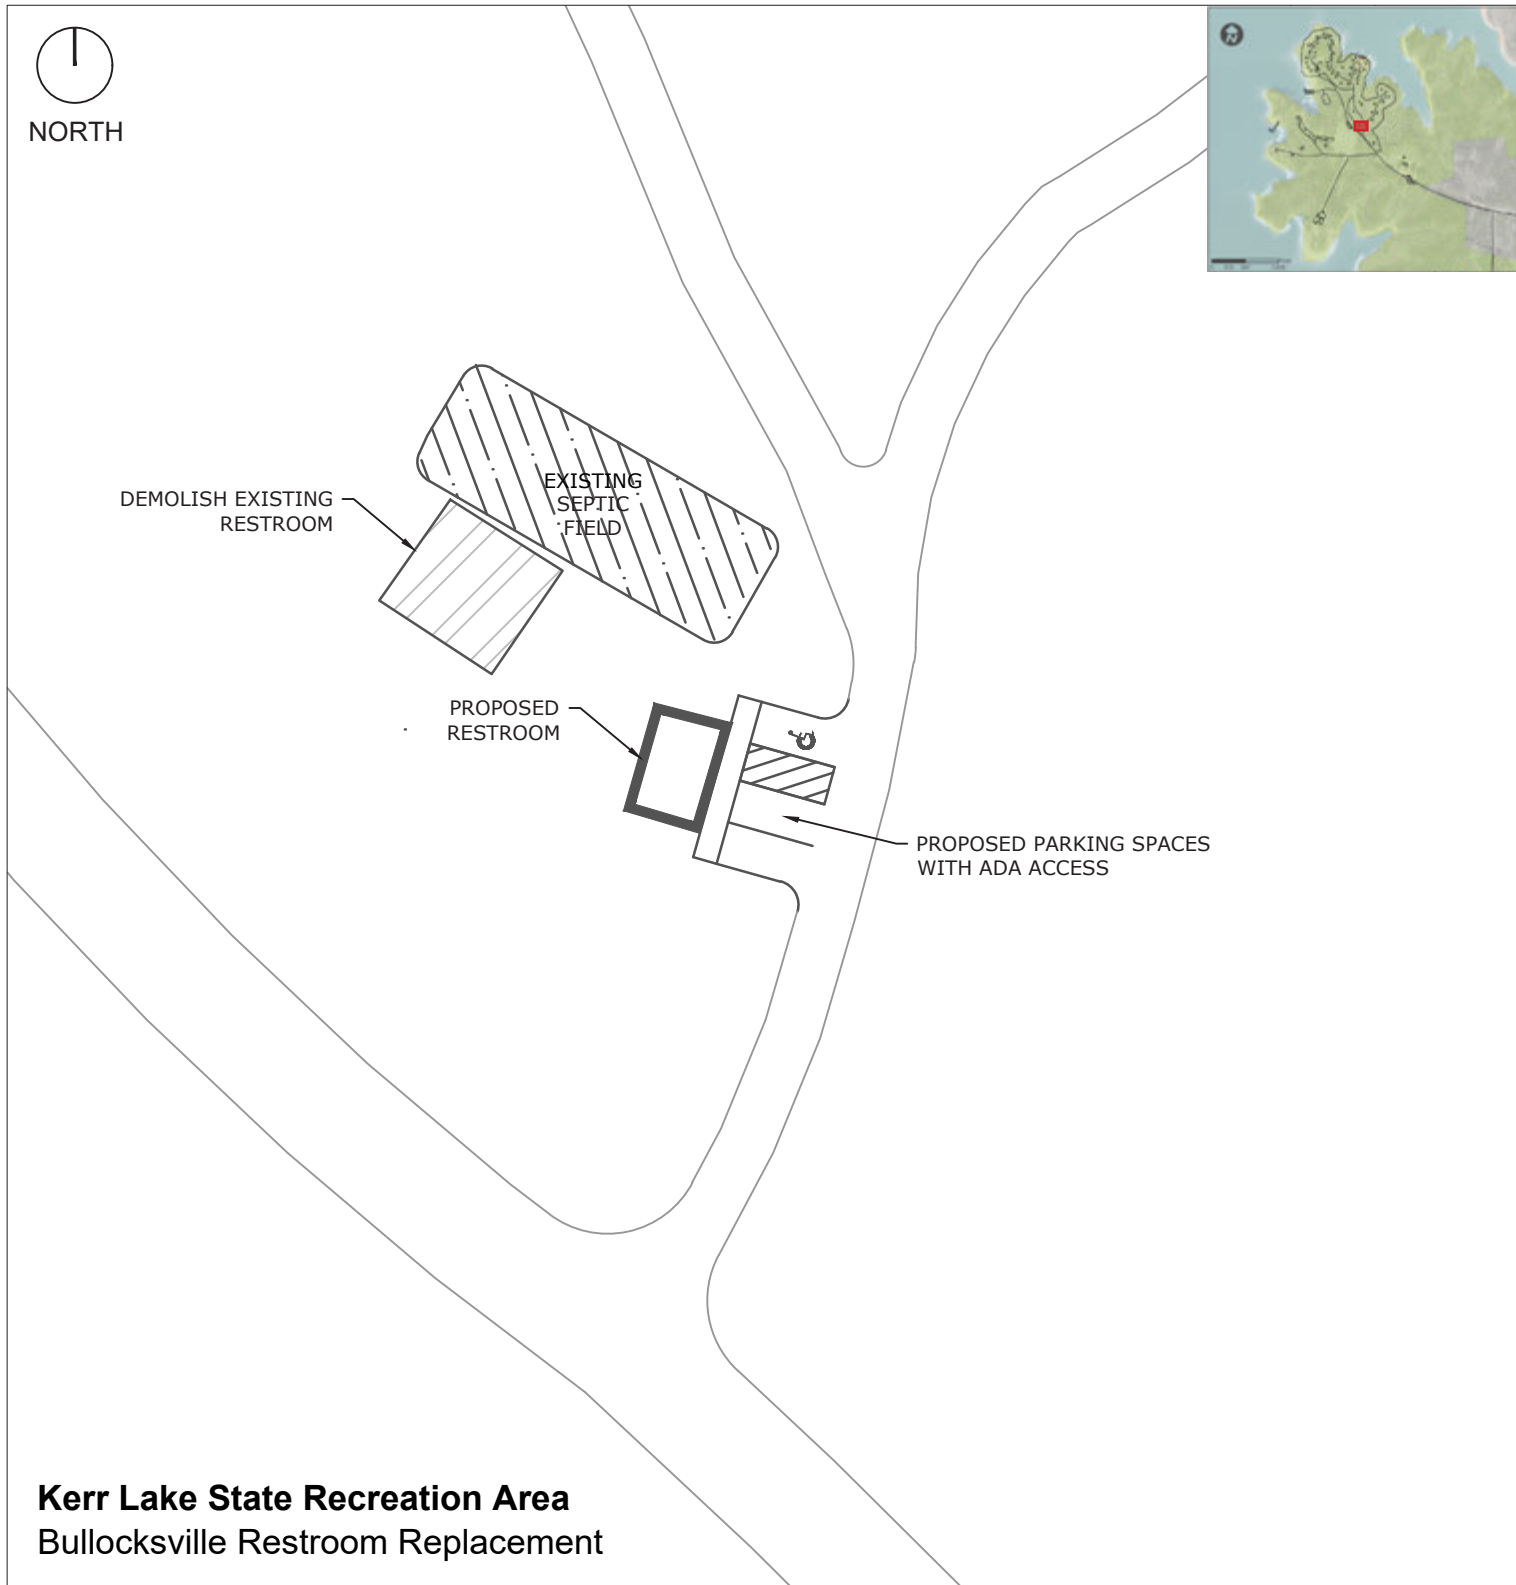 NORTH
DEMOLISH EXISTING
RESTROOM
EXISTING
SEPTIC
FIELD
PROPOSED
RESTROOM
PROPOSED PARKING SPACES
WITH ADA ACCESS
Kerr Lake State Recreation Area
Bullocksville Restroom Replacement